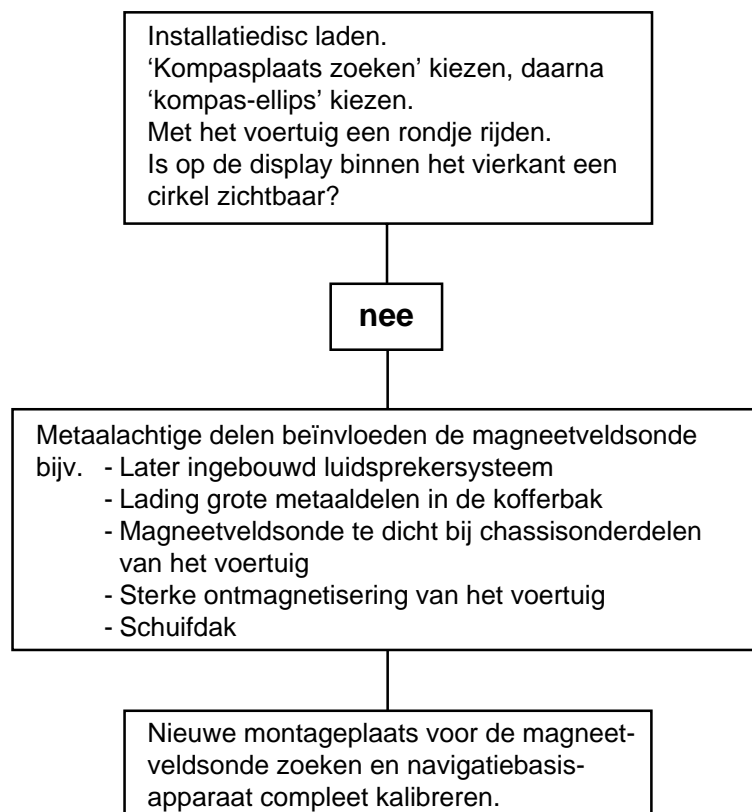 Installatiedisc laden.
‘Kompasplaats zoeken’ kiezen, daarna
‘kompas-ellips’ kiezen.
Met het voertuig een rondje rijden.
Is op de display binnen het vierkant een
cirkel zichtbaar?
nee
Metaalachtige delen beïnvloeden de magneetveldsonde
bijv. - Later ingebouwd luidsprekersysteem
- Lading grote metaaldelen in de kofferbak
- Magneetveldsonde te dicht bij chassisonderdelen
van het voertuig
- Sterke ontmagnetisering van het voertuig
- Schuifdak
Nieuwe montageplaats voor de magneet-
veldsonde zoeken en navigatiebasis-
apparaat compleet kalibreren.